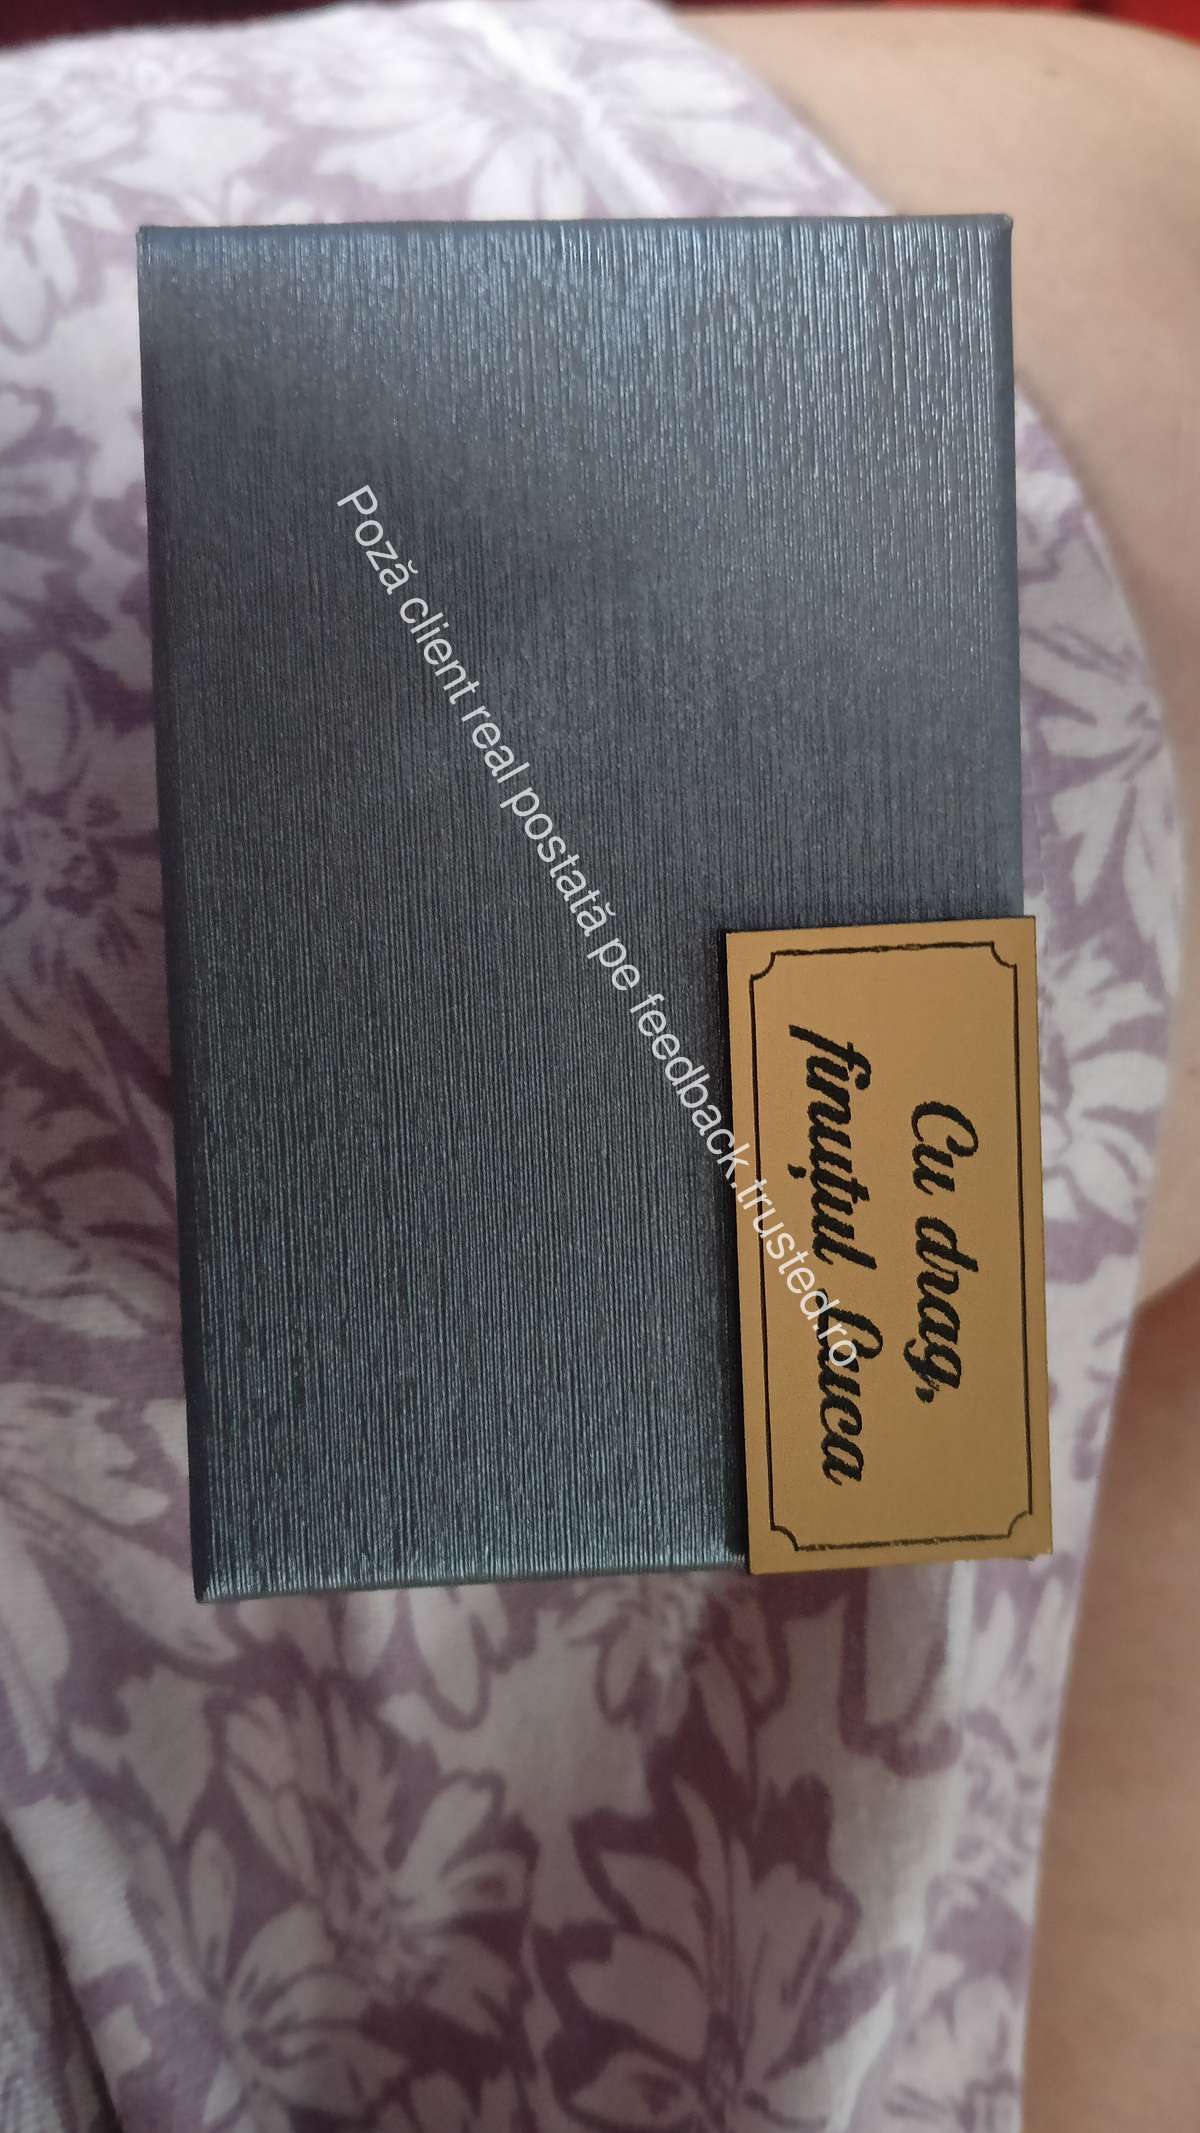 Cu drag,
finuțul Luca
Poză client real postată pe feedback.trusted.ro